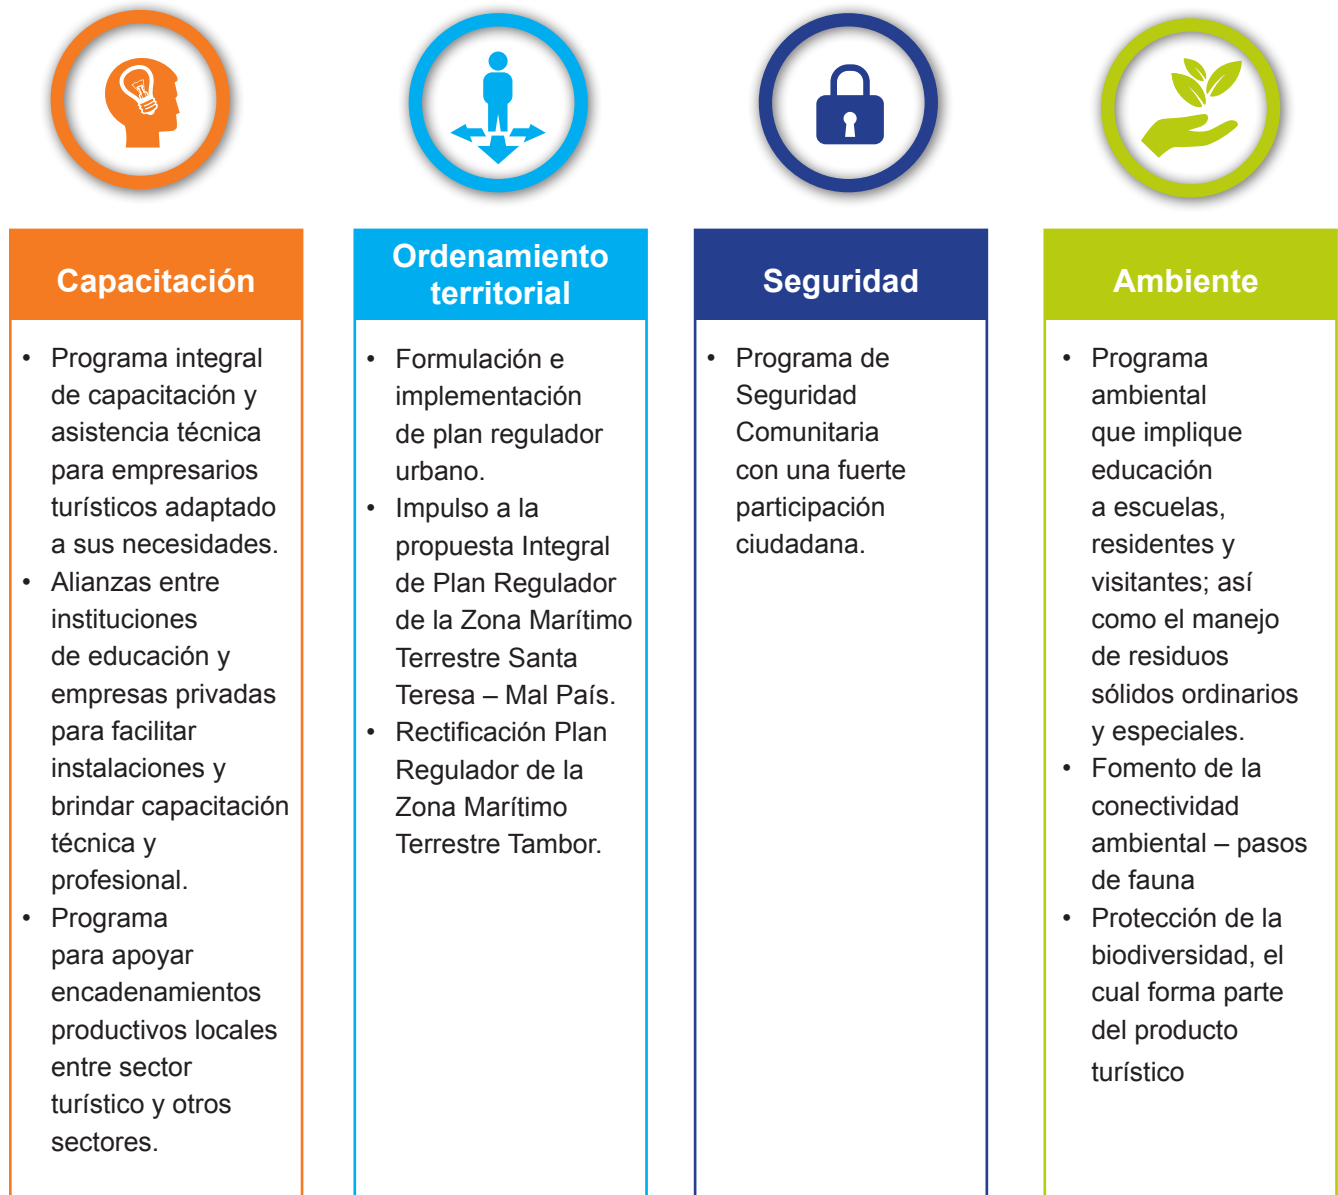 Capacitación
• Programa integral
de capacitación y
asistencia técnica
para empresarios
turísticos adaptado
a sus necesidades.
• Alianzas entre
instituciones
de educación y
empresas privadas
para facilitar
instalaciones y
brindar capacitación
técnica y
profesional.
• Programa
para apoyar
encadenamientos
productivos locales
entre sector
turístico y otros
sectores.
Ordenamiento
territorial
• Formulación e
implementación
de plan regulador
urbano.
• Impulso a la
propuesta Integral
de Plan Regulador
de la Zona Marítimo
Terrestre Santa
Teresa – Mal País.
• Rectificación Plan
Regulador de la
Zona Marítimo
Terrestre Tambor.
Seguridad
• Programa de
Seguridad
Comunitaria
con una fuerte
participación
ciudadana.
Ambiente
• Programa
ambiental
que implique
educación
a escuelas,
residentes y
visitantes; así
como el manejo
de residuos
sólidos ordinarios
y especiales.
• Fomento de la
conectividad
ambiental – pasos
de fauna
• Protección de la
biodiversidad, el
cual forma parte
del producto
turístico